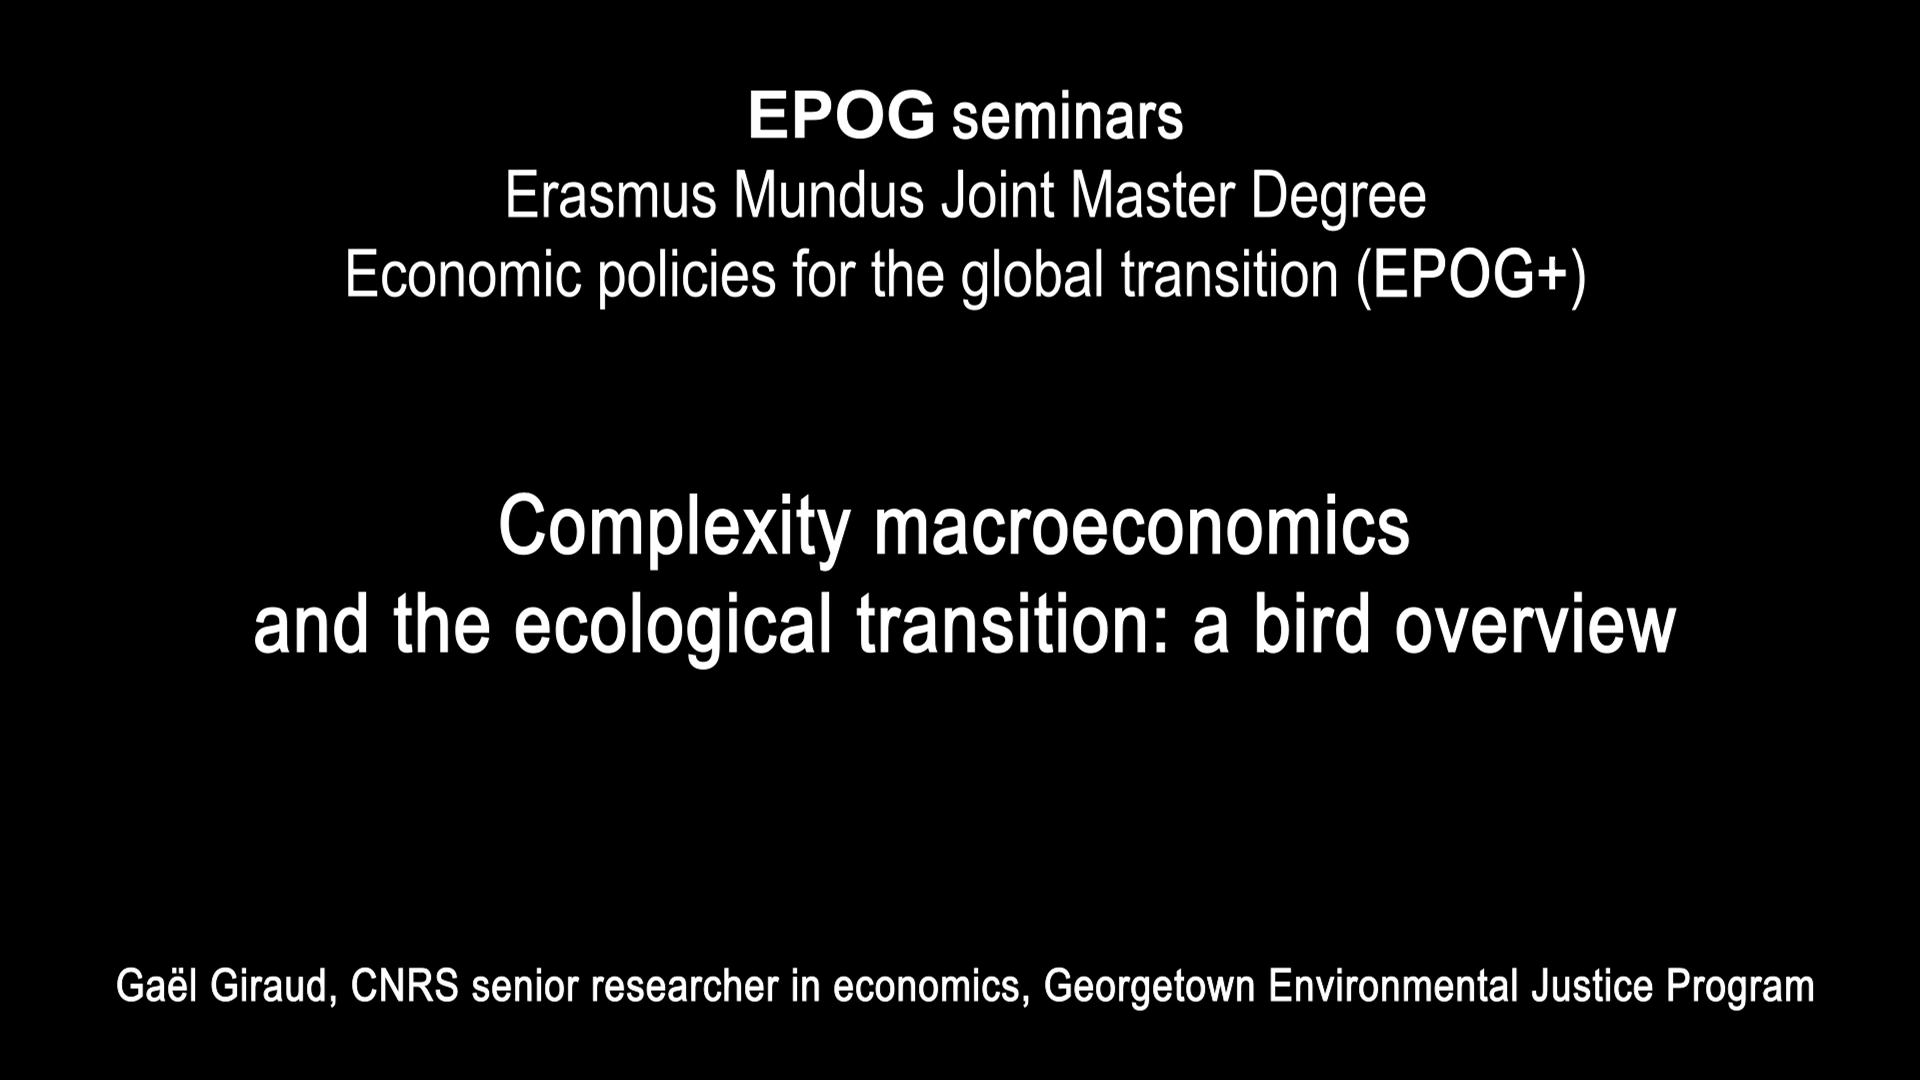 EPOG seminars
Erasmus Mundus Joint Master Degree
Economic policies for the global transition (EPOG+)
Complexity macroeconomics
and the ecological transition: a bird overview
Gaël Giraud, CNRS senior researcher in economics, Georgetown Environmental Justice Program